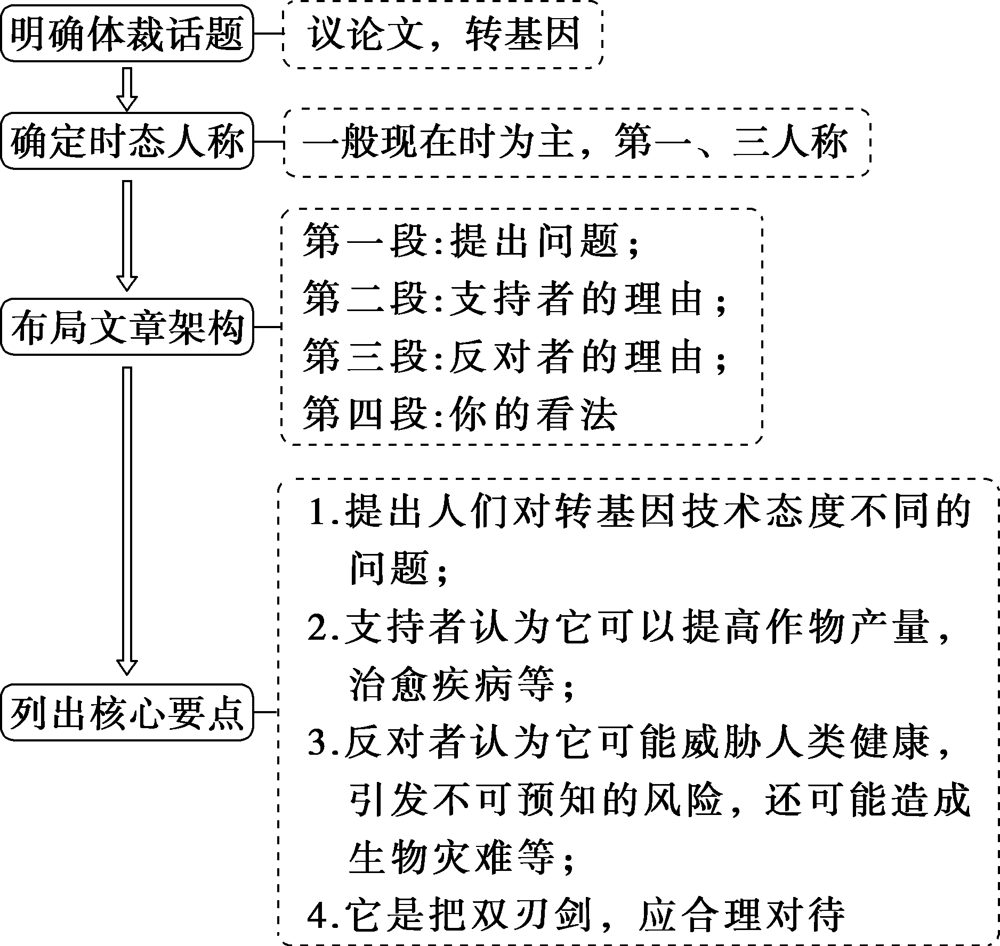 明确体裁话题
议论文，转基因
确定时态人称
一般现在时为主，第一、三人称
布局文章架构
第一段:提出问题；
第二段:支持者的理由；
第三段:反对者的理由；
第四段:你的看法
列出核心要点
1.提出人们对转基因技术态度不同的
问题；
2.支持者认为它可以提高作物产量，
治愈疾病等；
3.反对者认为它可能威胁人类健康，
引发不可预知的风险，还可能造成
生物灾难等；
4.它是把双刃剑，应合理对待